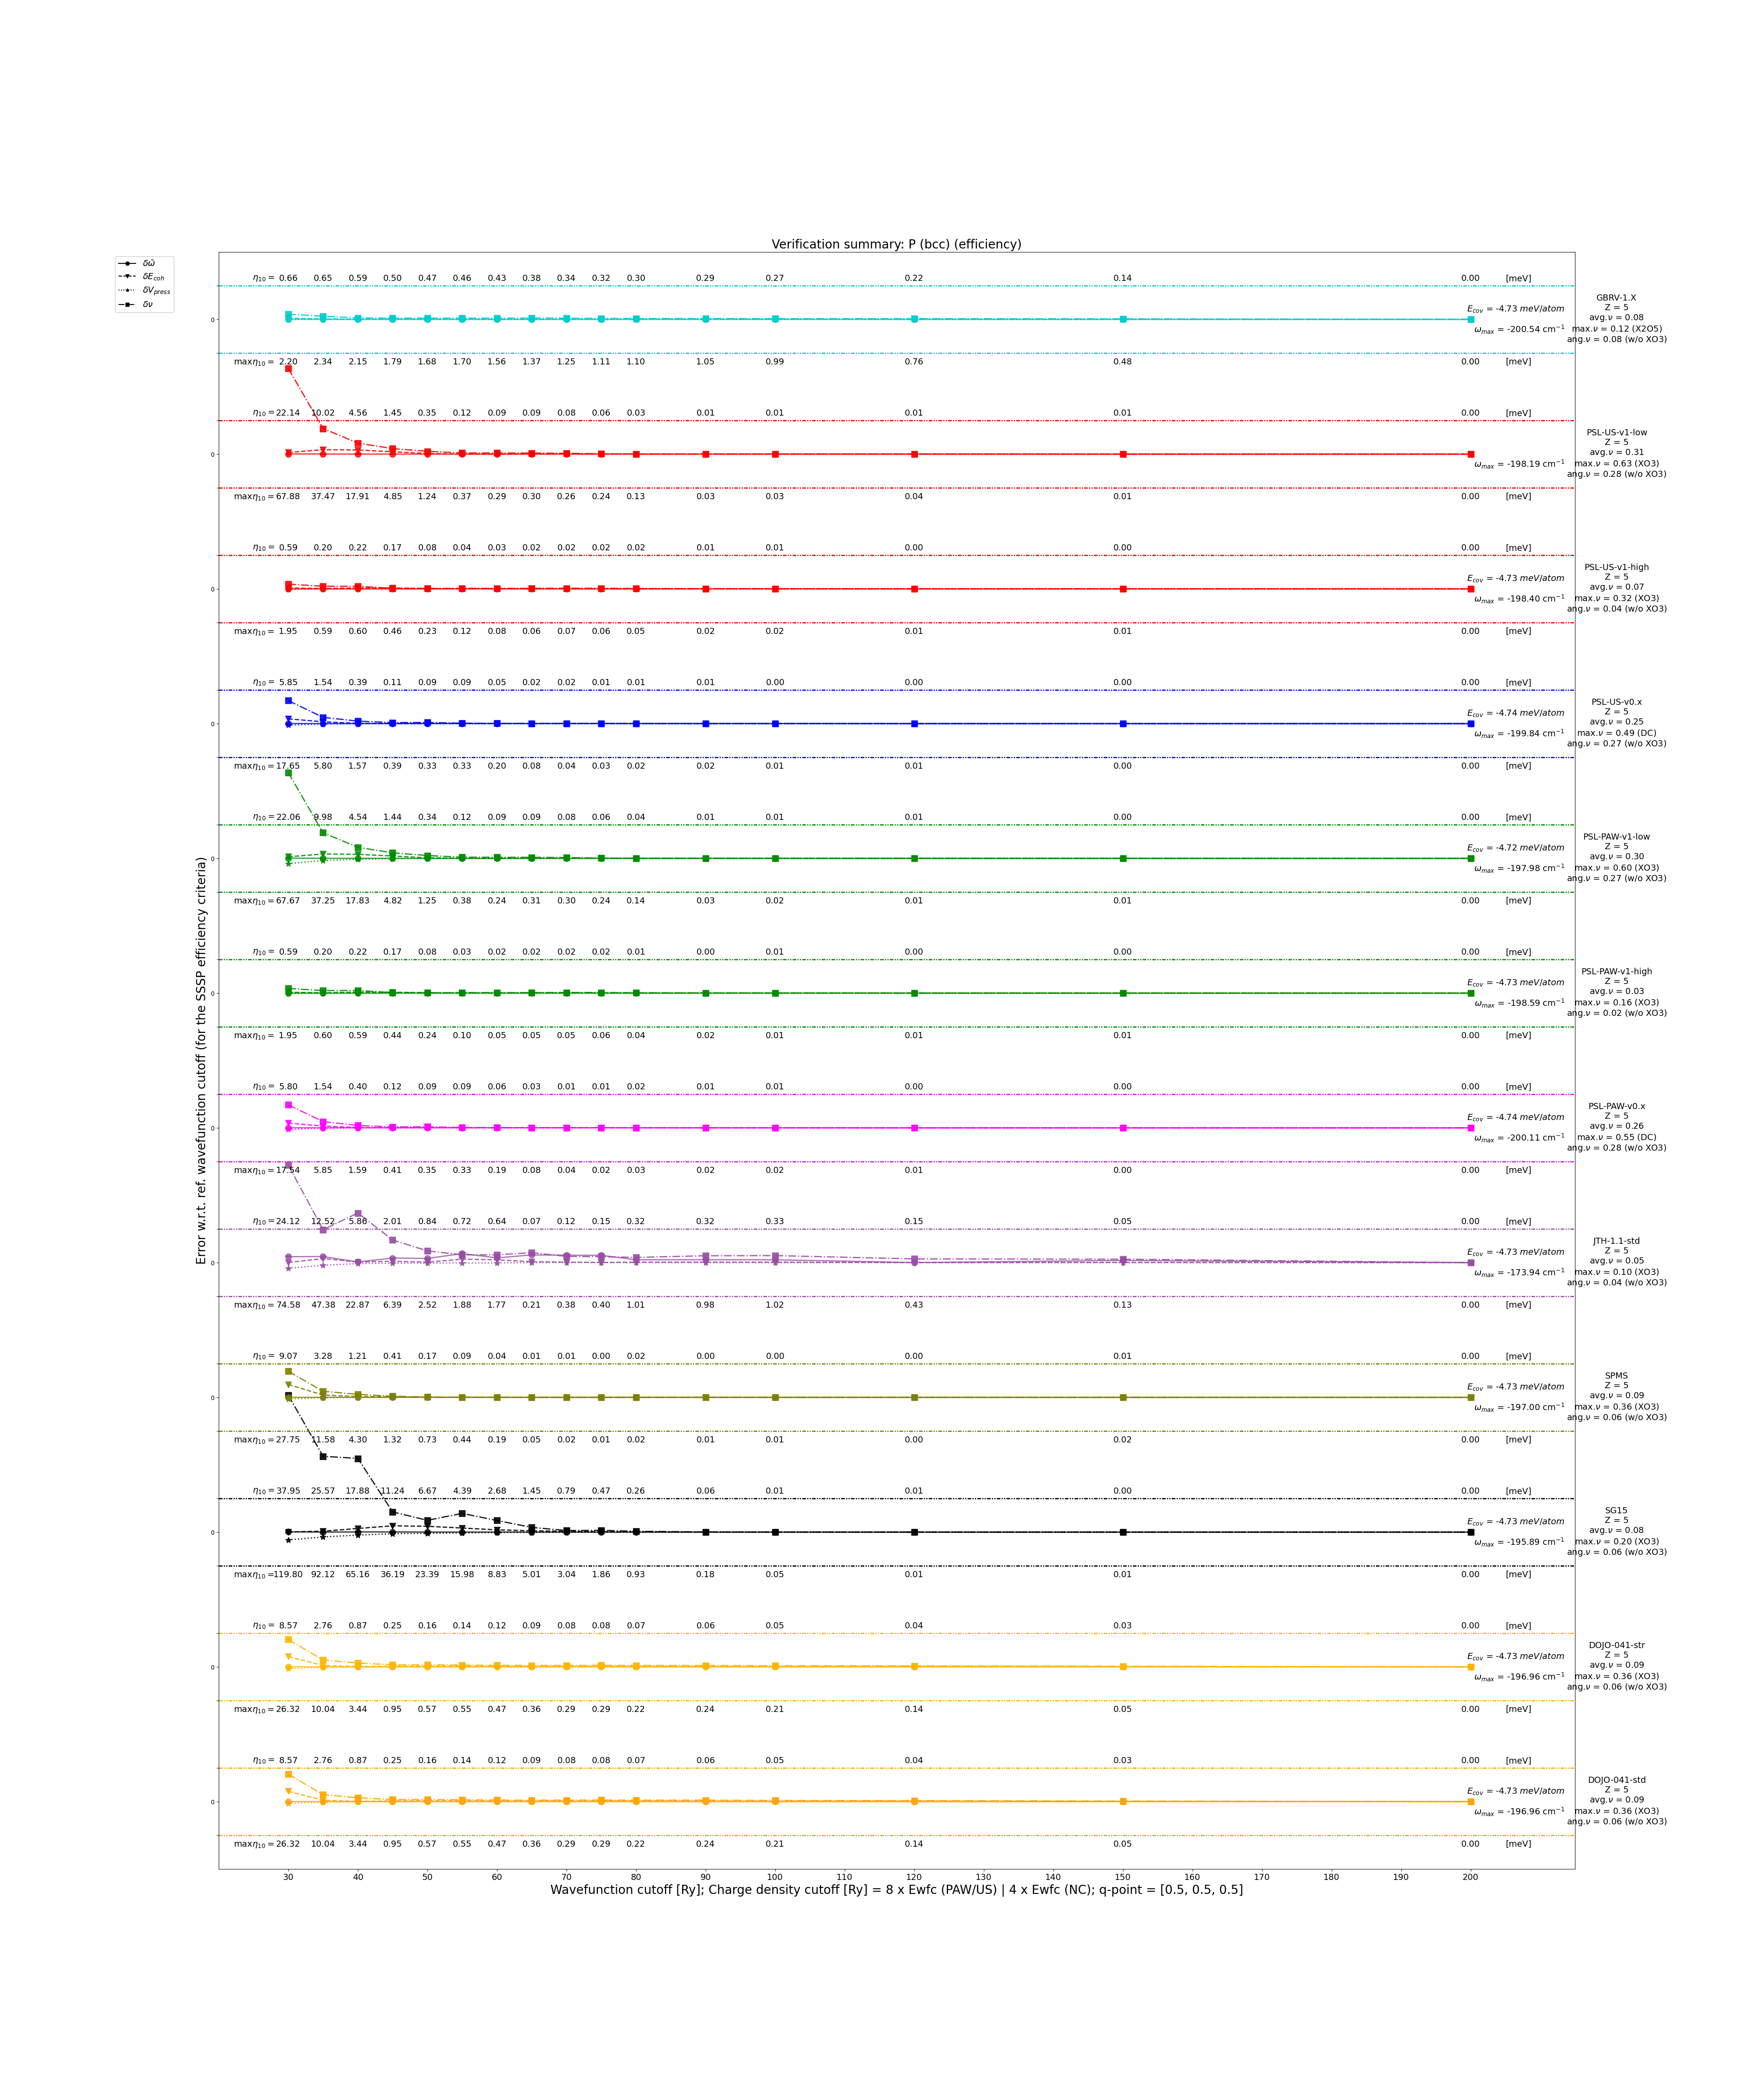 Verification summary: P (bcc) (efficiency)
δω̄
δE_coh
δV_press
δν
Error w.r.t. ref. wavefunction cutoff (for the SSSP efficiency criteria)
η₁₀ = 0.66 0.65 0.59 0.50 0.47 0.46 0.43 0.38 0.34 0.32 0.30 0.29 0.27 0.22 0.14 0.00 [meV]
0
E_cov = -4.73 meV/atom
ω_max = -200.54 cm⁻¹
GBRV-1.X
Z = 5
avg.ν = 0.08
max.ν = 0.12 (X2O5)
ang.ν = 0.08 (w/o XO3)
maxη₁₀ = 2.20 2.34 2.15 1.79 1.68 1.70 1.56 1.37 1.25 1.11 1.10 1.05 0.99 0.76 0.48 0.00 [meV]
η₁₀ = 22.14 10.02 4.56 1.45 0.35 0.12 0.09 0.09 0.08 0.06 0.03 0.01 0.01 0.01 0.01 0.00 [meV]
0
ω_max = -198.19 cm⁻¹
PSL-US-v1-low
Z = 5
avg.ν = 0.31
max.ν = 0.63 (XO3)
ang.ν = 0.28 (w/o XO3)
maxη₁₀ = 67.88 37.47 17.91 4.85 1.24 0.37 0.29 0.30 0.26 0.24 0.13 0.03 0.03 0.04 0.01 0.00 [meV]
η₁₀ = 0.59 0.20 0.22 0.17 0.08 0.04 0.03 0.02 0.02 0.02 0.02 0.01 0.01 0.00 0.00 0.00 [meV]
0
E_cov = -4.73 meV/atom
ω_max = -198.40 cm⁻¹
PSL-US-v1-high
Z = 5
avg.ν = 0.07
max.ν = 0.32 (XO3)
ang.ν = 0.04 (w/o XO3)
maxη₁₀ = 1.95 0.59 0.60 0.46 0.23 0.12 0.08 0.06 0.07 0.06 0.05 0.02 0.02 0.01 0.01 0.00 [meV]
η₁₀ = 5.85 1.54 0.39 0.11 0.09 0.09 0.05 0.02 0.02 0.01 0.01 0.01 0.00 0.00 0.00 0.00 [meV]
0
E_cov = -4.74 meV/atom
ω_max = -199.84 cm⁻¹
PSL-US-v0.x
Z = 5
avg.ν = 0.25
max.ν = 0.49 (DC)
ang.ν = 0.27 (w/o XO3)
maxη₁₀ = 17.65 5.80 1.57 0.39 0.33 0.33 0.20 0.08 0.04 0.03 0.02 0.02 0.01 0.01 0.00 0.00 [meV]
η₁₀ = 22.06 9.98 4.54 1.44 0.34 0.12 0.09 0.09 0.08 0.06 0.04 0.01 0.01 0.01 0.00 0.00 [meV]
0
E_cov = -4.72 meV/atom
ω_max = -197.98 cm⁻¹
PSL-PAW-v1-low
Z = 5
avg.ν = 0.30
max.ν = 0.60 (XO3)
ang.ν = 0.27 (w/o XO3)
maxη₁₀ = 67.67 37.25 17.83 4.82 1.25 0.38 0.24 0.31 0.30 0.24 0.14 0.03 0.02 0.01 0.01 0.00 [meV]
η₁₀ = 0.59 0.20 0.22 0.17 0.08 0.03 0.02 0.02 0.02 0.02 0.01 0.00 0.01 0.00 0.00 0.00 [meV]
0
E_cov = -4.73 meV/atom
ω_max = -198.59 cm⁻¹
PSL-PAW-v1-high
Z = 5
avg.ν = 0.03
max.ν = 0.16 (XO3)
ang.ν = 0.02 (w/o XO3)
maxη₁₀ = 1.95 0.60 0.59 0.44 0.24 0.10 0.05 0.05 0.05 0.06 0.04 0.02 0.01 0.01 0.01 0.00 [meV]
η₁₀ = 5.80 1.54 0.40 0.12 0.09 0.09 0.06 0.03 0.01 0.01 0.02 0.01 0.01 0.00 0.00 0.00 [meV]
0
E_cov = -4.74 meV/atom
ω_max = -200.11 cm⁻¹
PSL-PAW-v0.x
Z = 5
avg.ν = 0.26
max.ν = 0.55 (DC)
ang.ν = 0.28 (w/o XO3)
maxη₁₀ = 17.54 5.85 1.59 0.41 0.35 0.33 0.19 0.08 0.04 0.02 0.03 0.02 0.02 0.01 0.00 0.00 [meV]
η₁₀ = 24.12 12.52 5.86 2.01 0.84 0.72 0.64 0.07 0.12 0.15 0.32 0.32 0.33 0.15 0.05 0.00 [meV]
0
E_cov = -4.73 meV/atom
ω_max = -173.94 cm⁻¹
JTH-1.1-std
Z = 5
avg.ν = 0.05
max.ν = 0.10 (XO3)
ang.ν = 0.04 (w/o XO3)
maxη₁₀ = 74.58 47.38 22.87 6.39 2.52 1.88 1.77 0.21 0.38 0.40 1.01 0.98 1.02 0.43 0.13 0.00 [meV]
η₁₀ = 9.07 3.28 1.21 0.41 0.17 0.09 0.04 0.01 0.01 0.00 0.02 0.00 0.00 0.00 0.01 0.00 [meV]
0
E_cov = -4.73 meV/atom
ω_max = -197.00 cm⁻¹
SPMS
Z = 5
avg.ν = 0.09
max.ν = 0.36 (XO3)
ang.ν = 0.06 (w/o XO3)
maxη₁₀ = 27.75 11.58 4.30 1.32 0.73 0.44 0.19 0.05 0.02 0.01 0.02 0.01 0.01 0.00 0.02 0.00 [meV]
η₁₀ = 37.95 25.57 17.88 11.24 6.67 4.39 2.68 1.45 0.79 0.47 0.26 0.06 0.01 0.01 0.00 0.00 [meV]
0
E_cov = -4.73 meV/atom
ω_max = -195.89 cm⁻¹
SG15
Z = 5
avg.ν = 0.08
max.ν = 0.20 (XO3)
ang.ν = 0.06 (w/o XO3)
maxη₁₀ = 119.80 92.12 65.16 36.19 23.39 15.98 8.83 5.01 3.04 1.86 0.93 0.18 0.05 0.01 0.01 0.00 [meV]
η₁₀ = 8.57 2.76 0.87 0.25 0.16 0.14 0.12 0.09 0.08 0.08 0.07 0.06 0.05 0.04 0.03 0.00 [meV]
0
E_cov = -4.73 meV/atom
ω_max = -196.96 cm⁻¹
DOJO-041-str
Z = 5
avg.ν = 0.09
max.ν = 0.36 (XO3)
ang.ν = 0.06 (w/o XO3)
maxη₁₀ = 26.32 10.04 3.44 0.95 0.57 0.55 0.47 0.36 0.29 0.29 0.22 0.24 0.21 0.14 0.05 0.00 [meV]
η₁₀ = 8.57 2.76 0.87 0.25 0.16 0.14 0.12 0.09 0.08 0.08 0.07 0.06 0.05 0.04 0.03 0.00 [meV]
0
E_cov = -4.73 meV/atom
ω_max = -196.96 cm⁻¹
DOJO-041-std
Z = 5
avg.ν = 0.09
max.ν = 0.36 (XO3)
ang.ν = 0.06 (w/o XO3)
maxη₁₀ = 26.32 10.04 3.44 0.95 0.57 0.55 0.47 0.36 0.29 0.29 0.22 0.24 0.21 0.14 0.05 0.00 [meV]
30 40 50 60 70 80 90 100 110 120 130 140 150 160 170 180 190 200
Wavefunction cutoff [Ry]; Charge density cutoff [Ry] = 8 x Ewfc (PAW/US) | 4 x Ewfc (NC); q-point = [0.5, 0.5, 0.5]